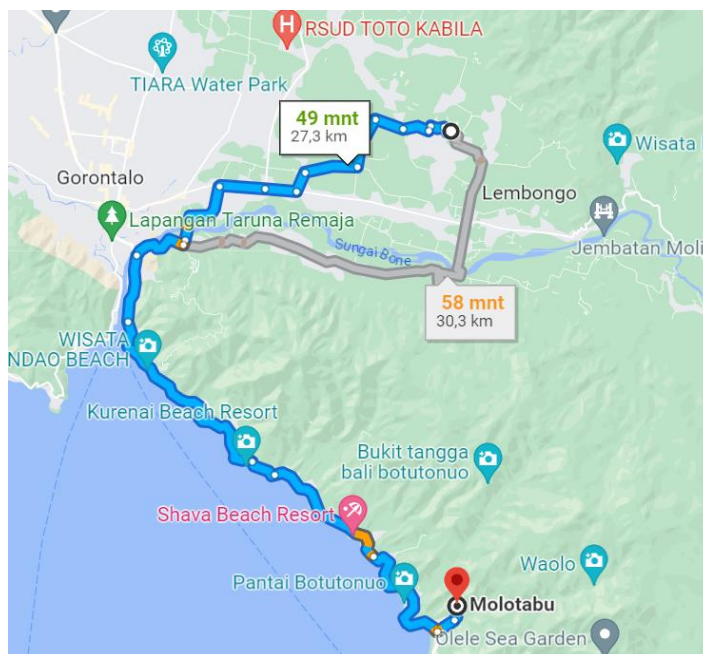 RSUD TOTO KABILA
TIARA Water Park
49 mnt
27,3 km
Wisata
Gorontalo
Lembongo
Lapangan Taruna Remaja
Sungai Bone
Jembatan Moli
58 mnt
30,3 km
WISATA
NDAO BEACH
Kurenai Beach Resort
Bukit tangga
bali botutonuo
Shava Beach Resort
Waolo
Pantai Botutonuo
Molotabu
Olele Sea Garden